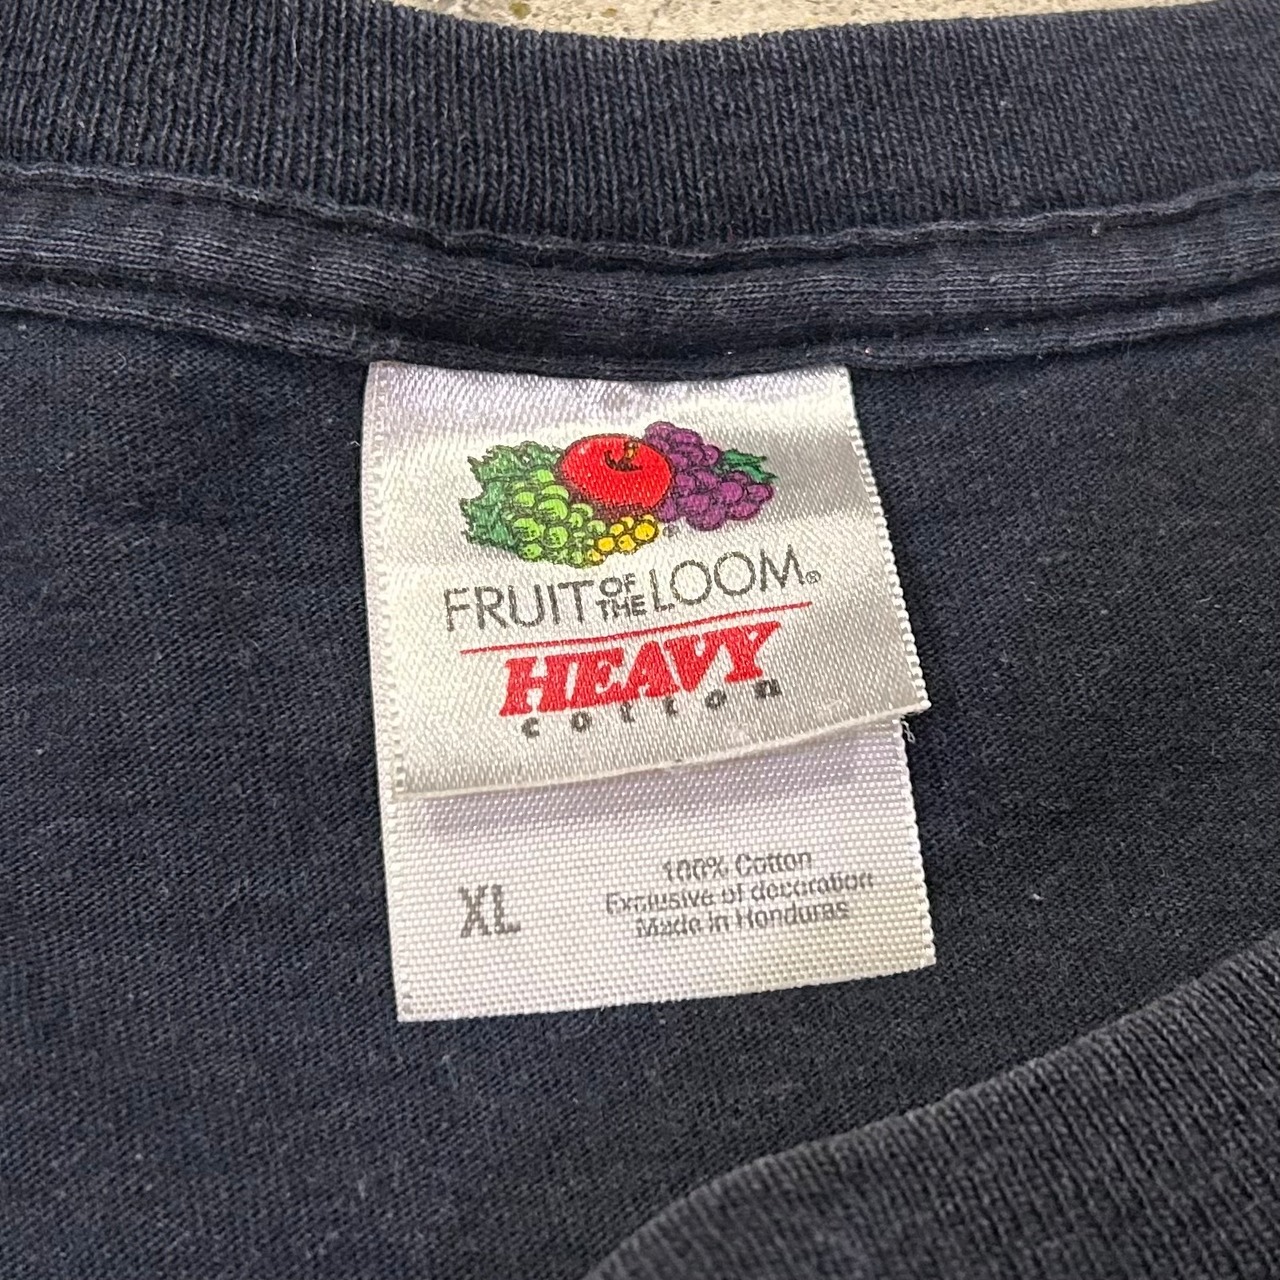 FRUIT OF THE LOOM®
HEAVY
cotton
XL
100% Cotton
Exclusive of decoration
Made in Honduras